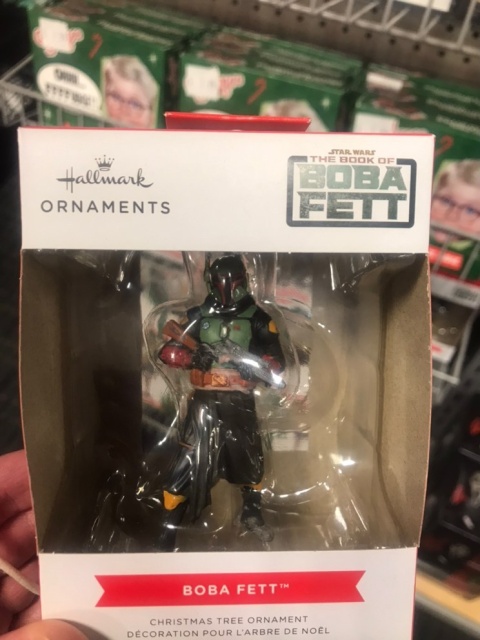 Hallmark
ORNAMENTS
STAR WARS
THE BOOK OF
BOBA
FETT
BOBA FETT™
CHRISTMAS TREE ORNAMENT
DÉCORATION POUR L'ARBRE DE NOËL